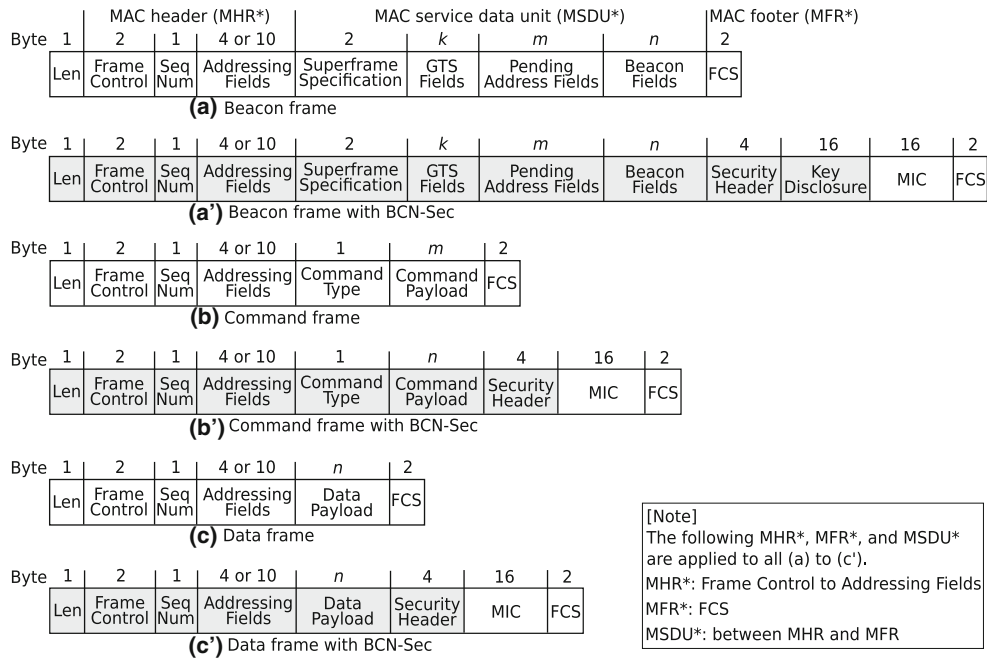 MAC header (MHR*) MAC service data unit (MSDU*) MAC footer (MFR*)
Byte 1 2 1 4 or 10 2 k m n 2
Len Frame Control Seq Num Addressing Fields Superframe Specification GTS Fields Pending Address Fields Beacon Fields FCS
(a) Beacon frame
Byte 1 2 1 4 or 10 2 k m n 4 16 16 2
Len Frame Control Seq Num Addressing Fields Superframe Specification GTS Fields Pending Address Fields Beacon Fields Security Header Key Disclosure MIC FCS
(a') Beacon frame with BCN-Sec
Byte 1 2 1 4 or 10 1 m 2
Len Frame Control Seq Num Addressing Fields Command Type Command Payload FCS
(b) Command frame
Byte 1 2 1 4 or 10 1 n 4 16 2
Len Frame Control Seq Num Addressing Fields Command Type Command Payload Security Header MIC FCS
(b') Command frame with BCN-Sec
Byte 1 2 1 4 or 10 n 2
Len Frame Control Seq Num Addressing Fields Data Payload FCS
(c) Data frame
Byte 1 2 1 4 or 10 n 4 16 2
Len Frame Control Seq Num Addressing Fields Data Payload Security Header MIC FCS
(c') Data frame with BCN-Sec
[Note]
The following MHR*, MFR*, and MSDU*
are applied to all (a) to (c').
MHR*: Frame Control to Addressing Fields
MFR*: FCS
MSDU*: between MHR and MFR